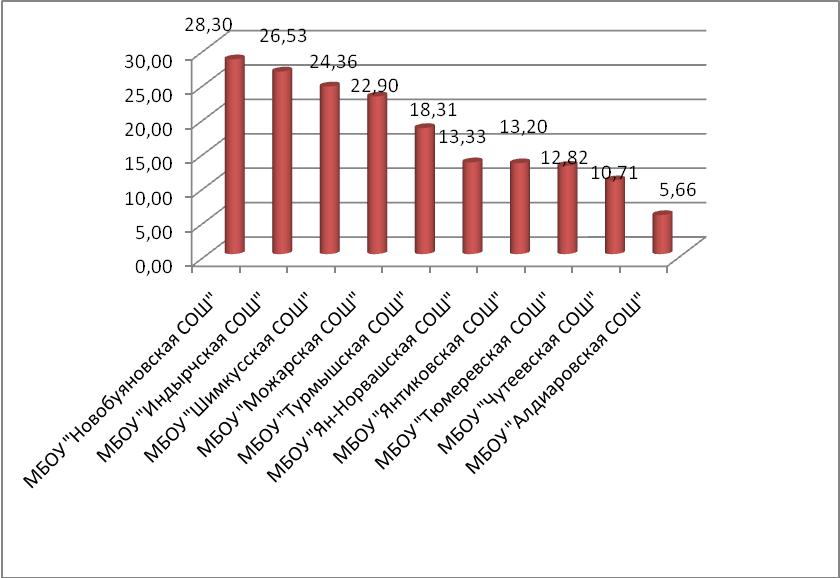 28,30
26,53
24,36
22,90
18,31
13,33
13,20
12,82
10,71
5,66
30,00
25,00
20,00
15,00
10,00
5,00
0,00
МБОУ "Новобуяновская СОШ"
МБОУ "Индырчская СОШ"
МБОУ "Шимкусская СОШ"
МБОУ "Можарская СОШ"
МБОУ "Турмышская СОШ"
МБОУ "Ян-Норвашская СОШ"
МБОУ "Янтиковская СОШ"
МБОУ "Тюмеревская СОШ"
МБОУ "Чутеевская СОШ"
МБОУ "Алдиаровская СОШ"